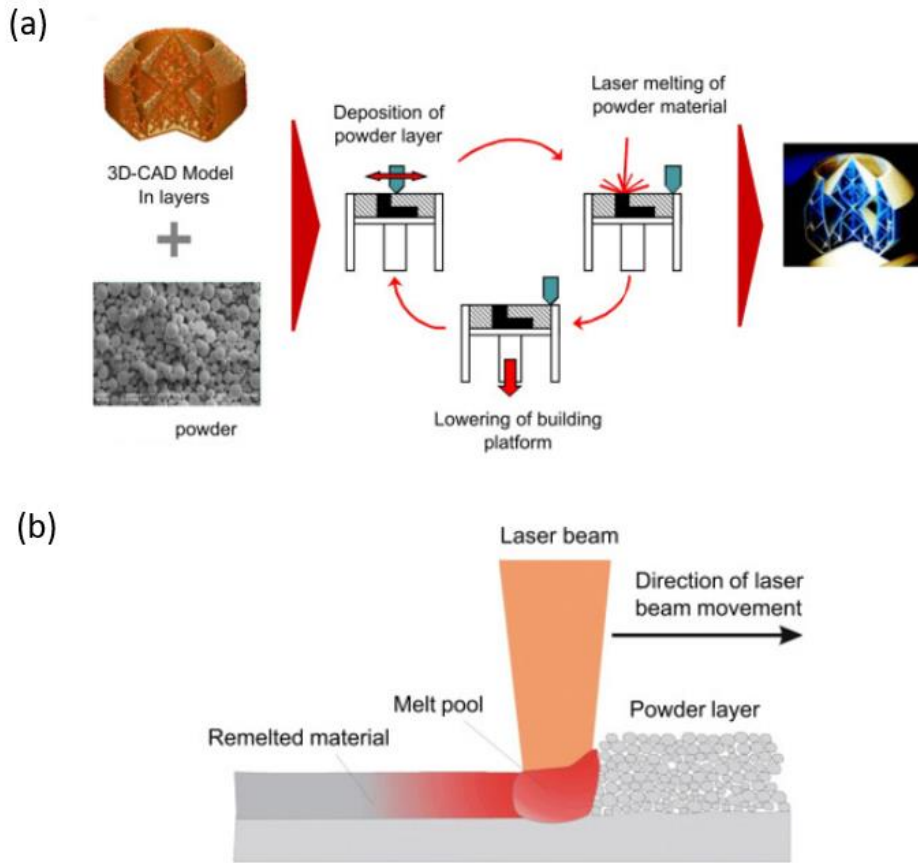 (a)
3D-CAD Model
In layers
powder
Deposition of
powder layer
Laser melting of
powder material
Lowering of building
platform
(b)
Laser beam
Direction of laser
beam movement
Melt pool
Powder layer
Remelted material